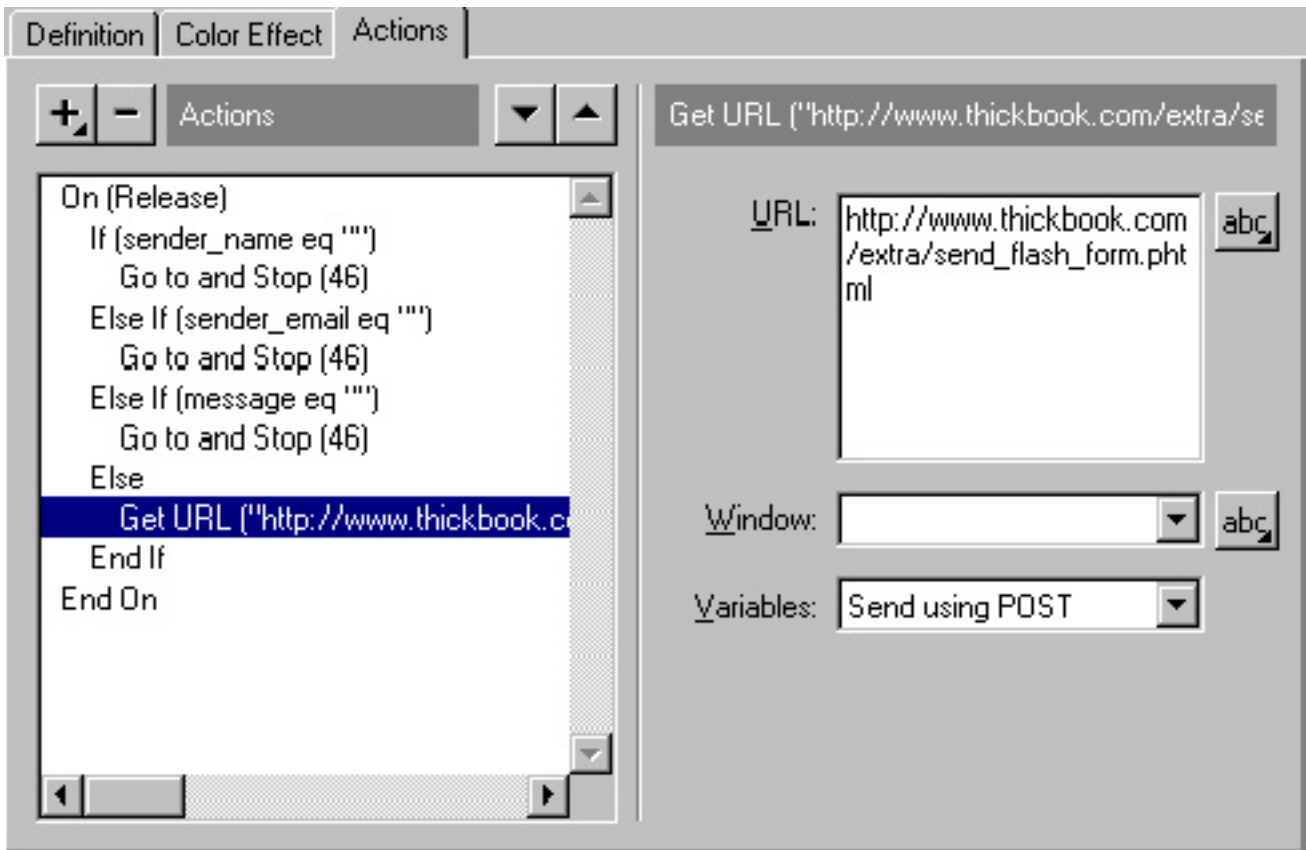 Definition Color Effect Actions
+ - Actions
On (Release)
If (sender_name eq "")
Go to and Stop (46)
Else If (sender_email eq "")
Go to and Stop (46)
Else If (message eq "")
Go to and Stop (46)
Else
Get URL ("http://www.thickbook.c
End If
End On
Get URL ("http://www.thickbook.com/extra/se
URL: http://www.thickbook.com
/extra/send_flash_form.pht
ml
abc
Window:
abc
Variables: Send using POST